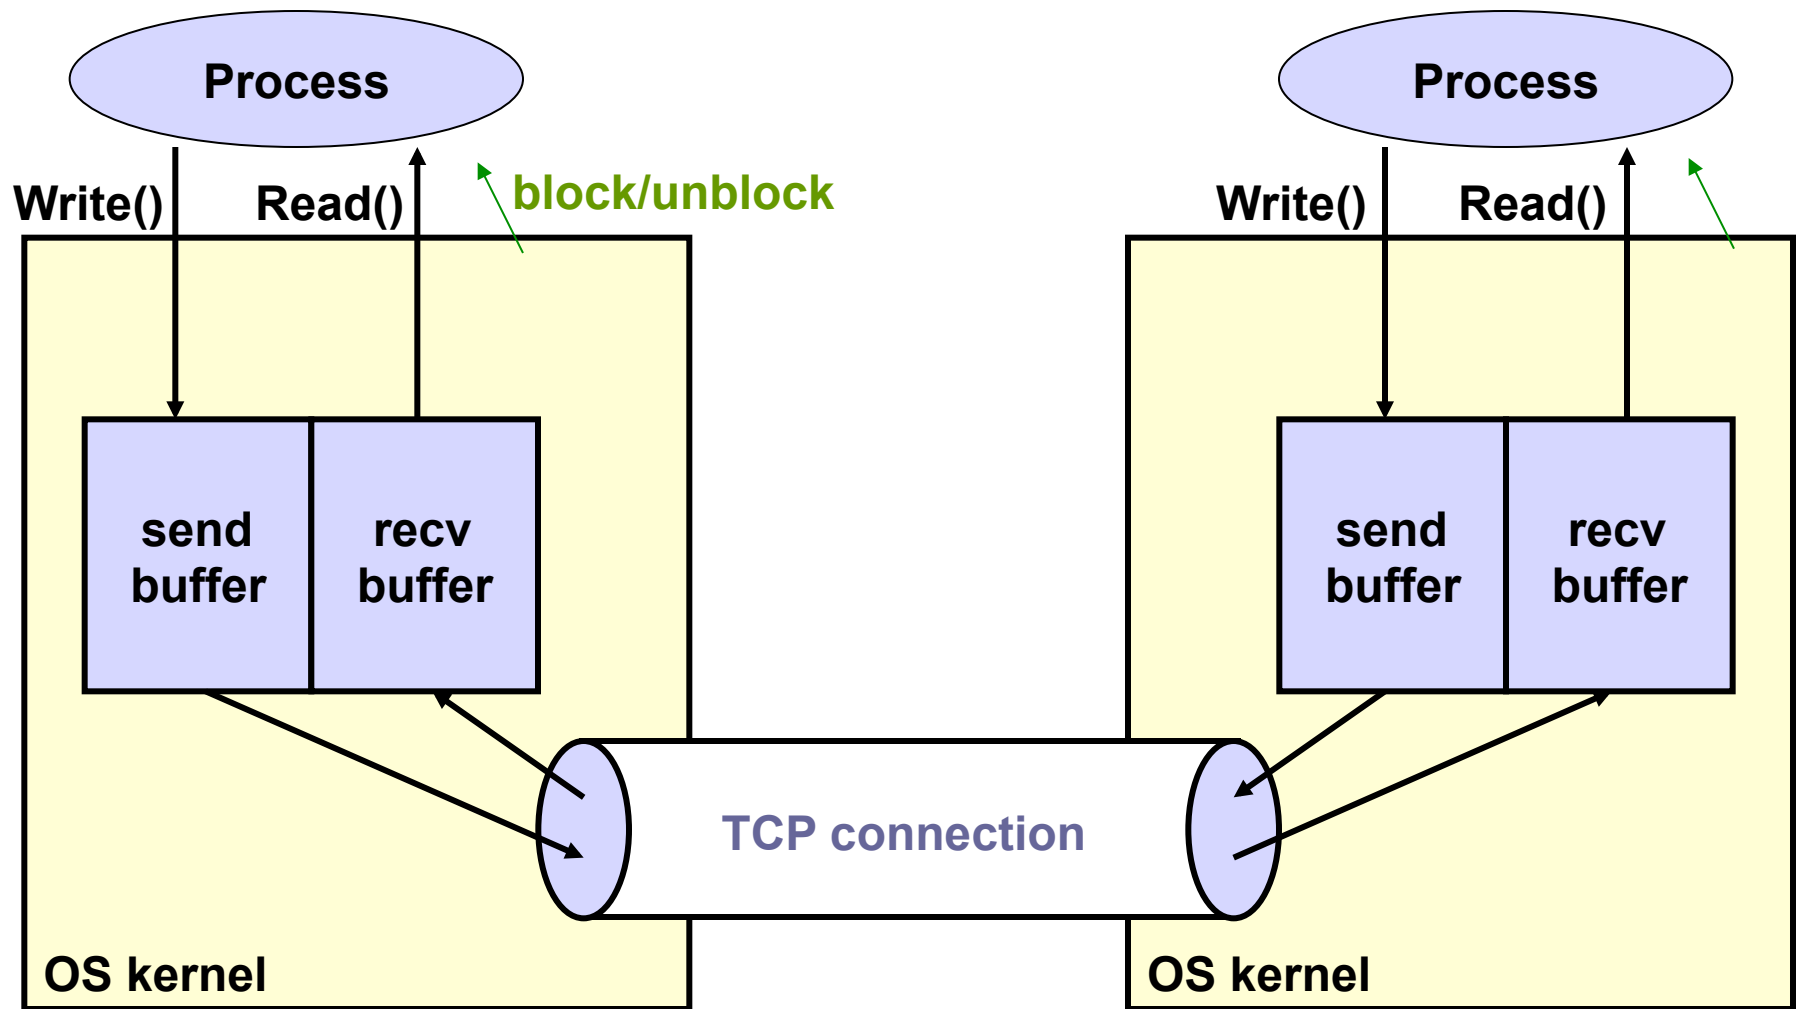 Process
Process
Write()
Read()
block/unblock
Write()
Read()
send
buffer
recv
buffer
send
buffer
recv
buffer
TCP connection
OS kernel
OS kernel